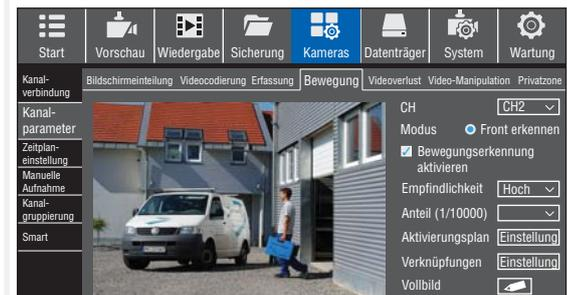 Start Vorschau Wiedergabe Sicherung Kameras Datenträger System Wartung
Kanal-
verbindung
Bildschirmeinteilung Videocodierung Erfassung Bewegung Videoverlust Video-Manipulation Privatzone
Kanal-
parameter
Zeitplan-
einstellung
Manuelle
Aufnahme
Kanal-
gruppierung
Smart
CH CH2
Modus Front erkennen
Bewegungserkennung
aktivieren
Empfindlichkeit Hoch
Anteil (1/10000)
Aktivierungsplan Einstellung
Verknüpfungen Einstellung
Vollbild